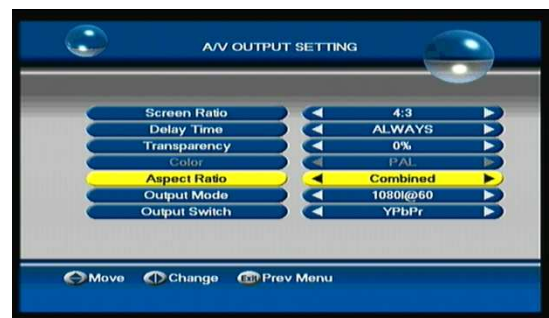 A/V OUTPUT SETTING
Screen Ratio 4:3
Delay Time ALWAYS
Transparency 0%
Color PAL
Aspect Ratio Combined
Output Mode 1080I@60
Output Switch YPbPr
Move Change Exit Prev Menu